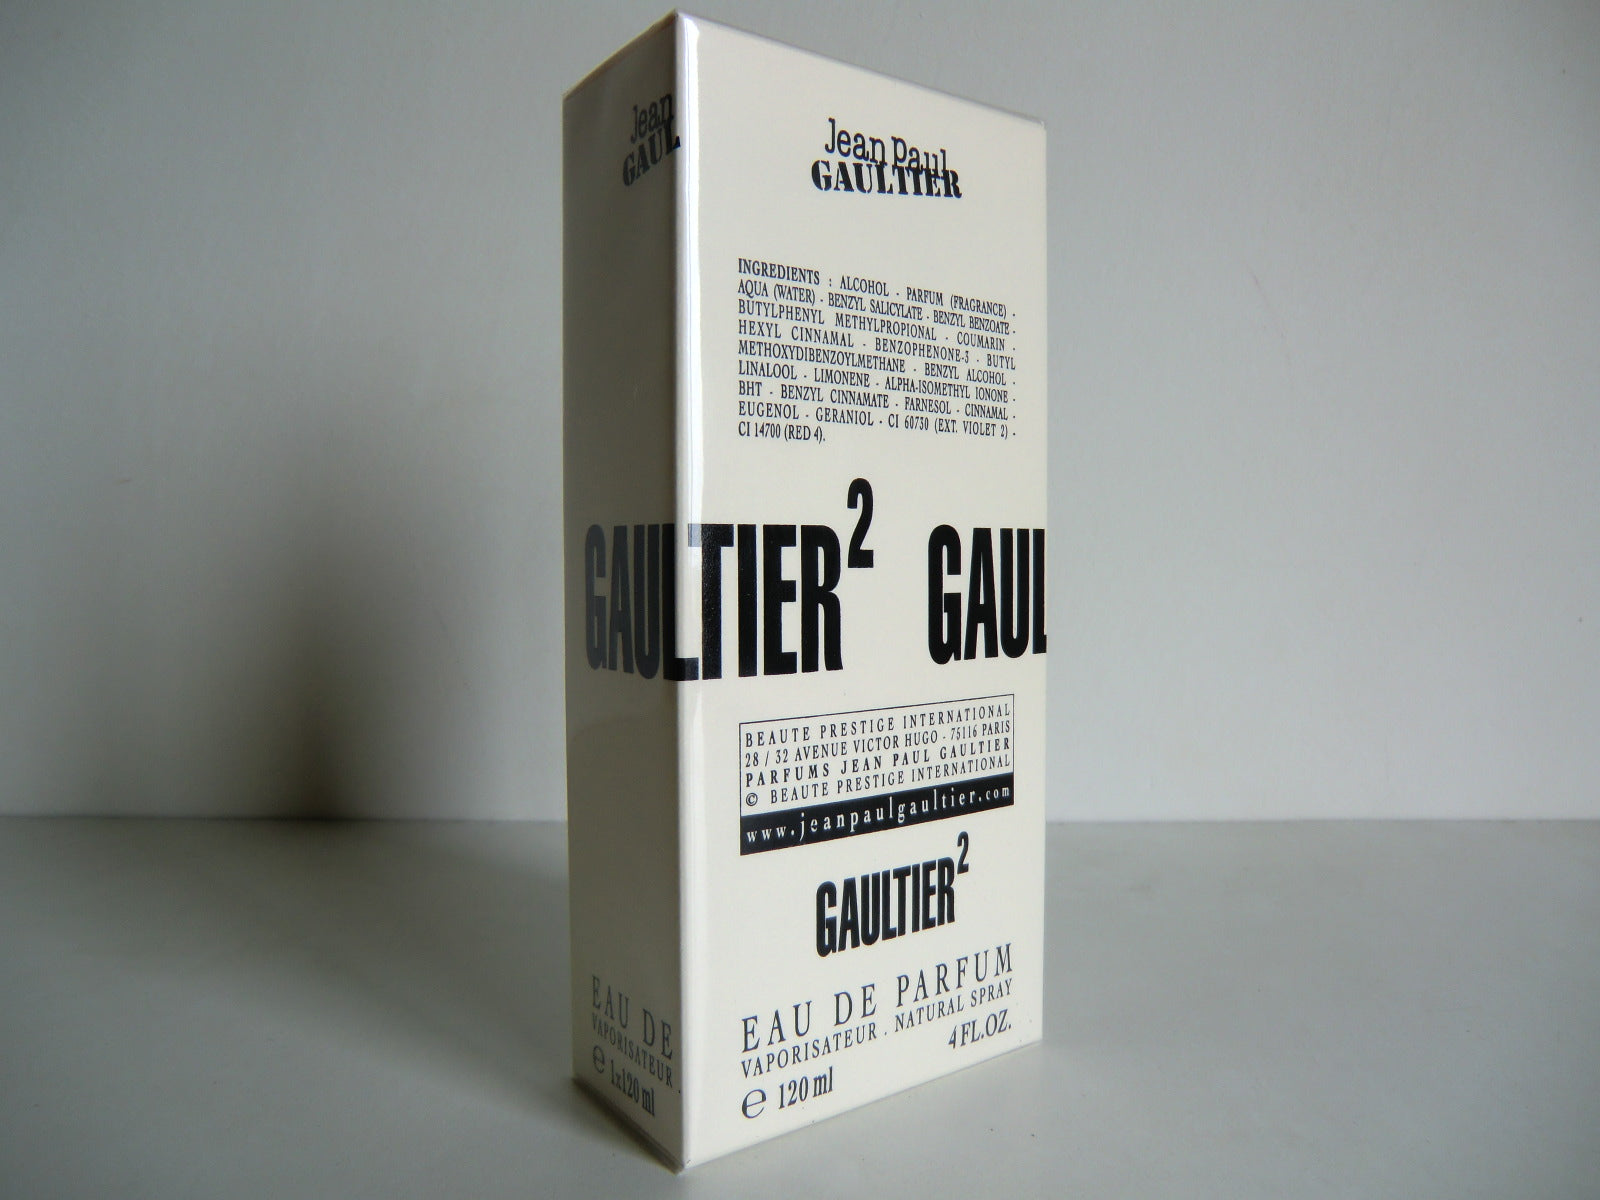 Jean
GAUL
Jean Paul
GAULTIER
INGREDIENTS : ALCOHOL - PARFUM (FRAGRANCE) -
AQUA (WATER) - BENZYL SALICYLATE - BENZYL BENZOATE -
BUTYLPHENYL METHYLPROPIONAL - COUMARIN -
HEXYL CINNAMAL - BENZOPHENONE-3 - BUTYL
METHOXYDIBENZOYLMETHANE - BENZYL ALCOHOL -
LINALOOL - LIMONENE - ALPHA-ISOMETHYL IONONE -
BHT - BENZYL CINNAMATE - FARNESOL - CINNAMAL -
EUGENOL - GERANIOL - CI 60730 (EXT. VIOLET 2) -
CI 14700 (RED 4).
GAULTIER² GAUL
BEAUTE PRESTIGE INTERNATIONAL
28 / 32 AVENUE VICTOR HUGO - 75116 PARIS
PARFUMS JEAN PAUL GAULTIER
© BEAUTE PRESTIGE INTERNATIONAL
www.jeanpaulgaultier.com
GAULTIER²
EAU DE PARFUM
VAPORISATEUR . NATURAL SPRAY
4 FL.OZ.
℮ 120 ml
EAU DE
VAPORISATEUR
℮ 1x120 ml